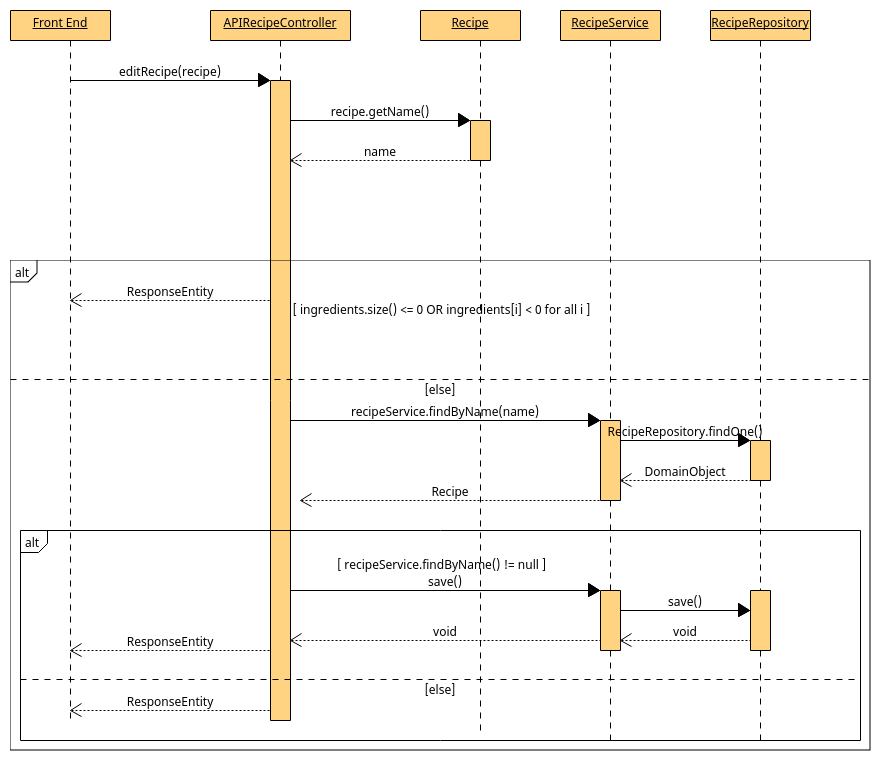 Front End
APIRecipeController
Recipe
RecipeService
RecipeRepository
editRecipe(recipe)
recipe.getName()
name
alt
ResponseEntity
[ ingredients.size() <= 0 OR ingredients[i] < 0 for all i ]
[else]
recipeService.findByName(name)
RecipeRepository.findOne()
DomainObject
Recipe
alt
[ recipeService.findByName() != null ]
save()
save()
void
void
ResponseEntity
[else]
ResponseEntity